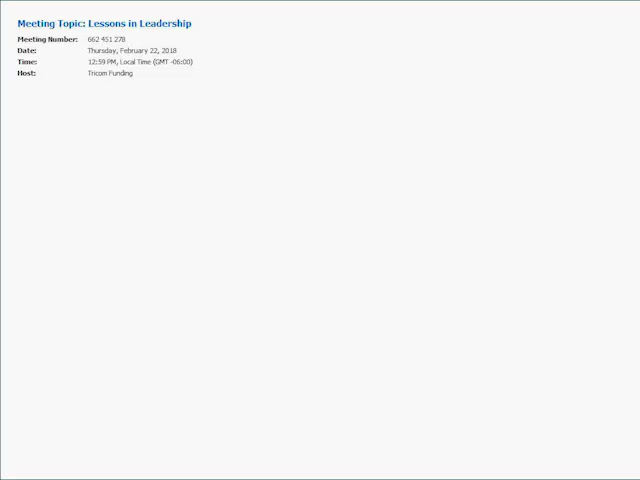 Meeting Topic: Lessons in Leadership
Meeting Number: 662 451 278
Date: Thursday, February 22, 2018
Time: 12:59 PM, Local Time (GMT -06:00)
Host: Tricom Funding